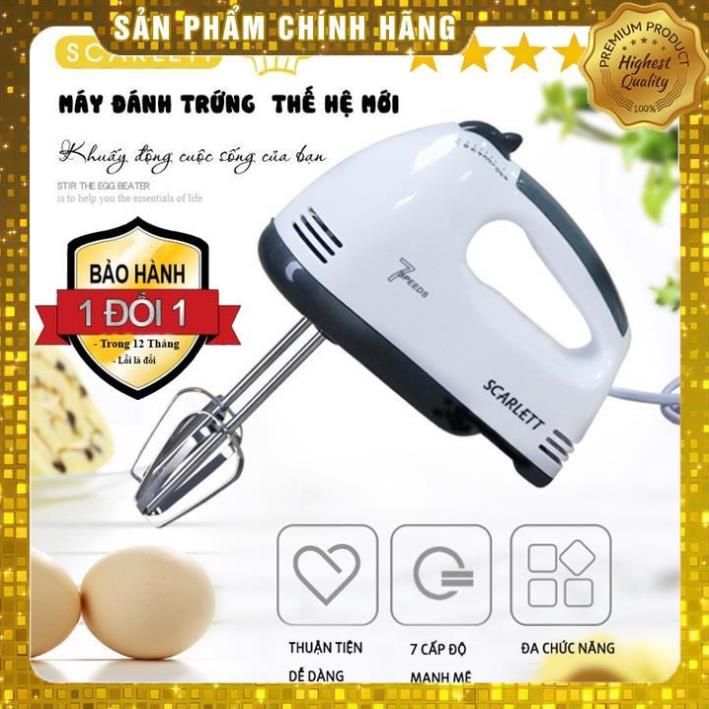 SẢN PHẨM CHÍNH HÃNG
SCARLETT
PREMIUM PRODUCT
Highest
Quality
100%
MÁY ĐÁNH TRỨNG THẾ HỆ MỚI
Khuấy động cuộc sống của bạn
STIR THE EGG BEATER
is to help you the essentials of life
BẢO HÀNH
1 ĐỔI 1
- Trong 12 Tháng
- Lỗi là đổi
7
SPEEDS
SCARLETT
THUẬN TIỆN
DỄ DÀNG
7 CẤP ĐỘ
MẠNH MẼ
ĐA CHỨC NĂNG